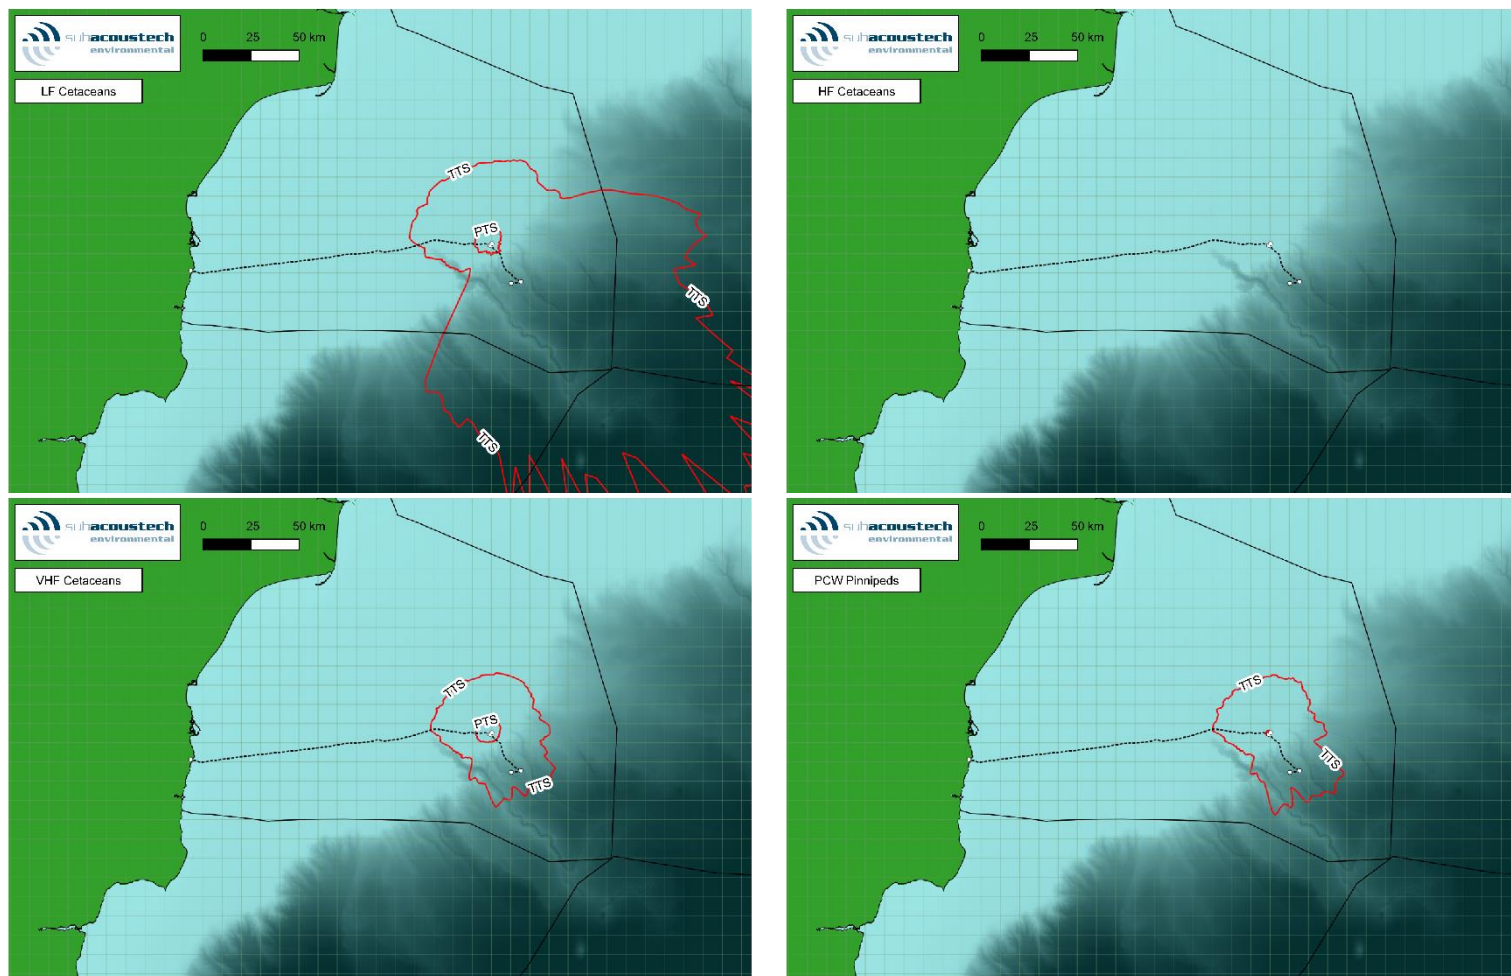 subacoustech
environmental
0 25 50 km
LF Cetaceans
TTS
PTS
TTS
TTS
subacoustech
environmental
0 25 50 km
HF Cetaceans
subacoustech
environmental
0 25 50 km
VHF Cetaceans
TTS
PTS
TTS
subacoustech
environmental
0 25 50 km
PCW Pinnipeds
TTS
TTS